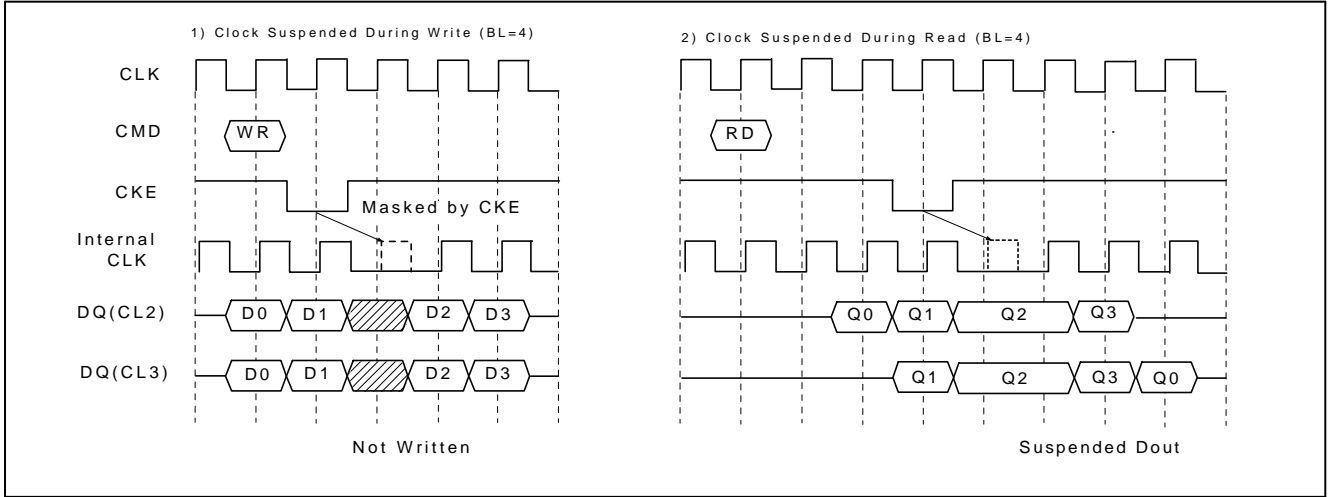 1) Clock Suspended During Write (BL=4)
2) Clock Suspended During Read (BL=4)
CLK
CMD
WR
RD
CKE
Masked by CKE
Internal
CLK
DQ(CL2)
D0
D1
D2
D3
Q0
Q1
Q2
Q3
DQ(CL3)
D0
D1
D2
D3
Q1
Q2
Q3
Q0
Not Written
Suspended Dout